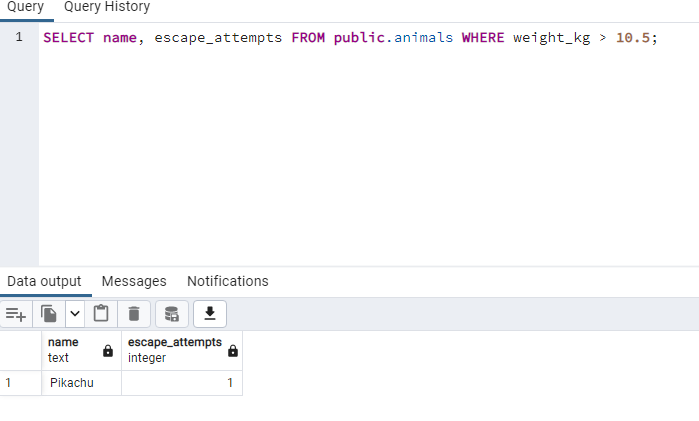 Query Query History
1 SELECT name, escape_attempts FROM public.animals WHERE weight_kg > 10.5;
Data output Messages Notifications
name escape_attempts
text integer
1 Pikachu 1